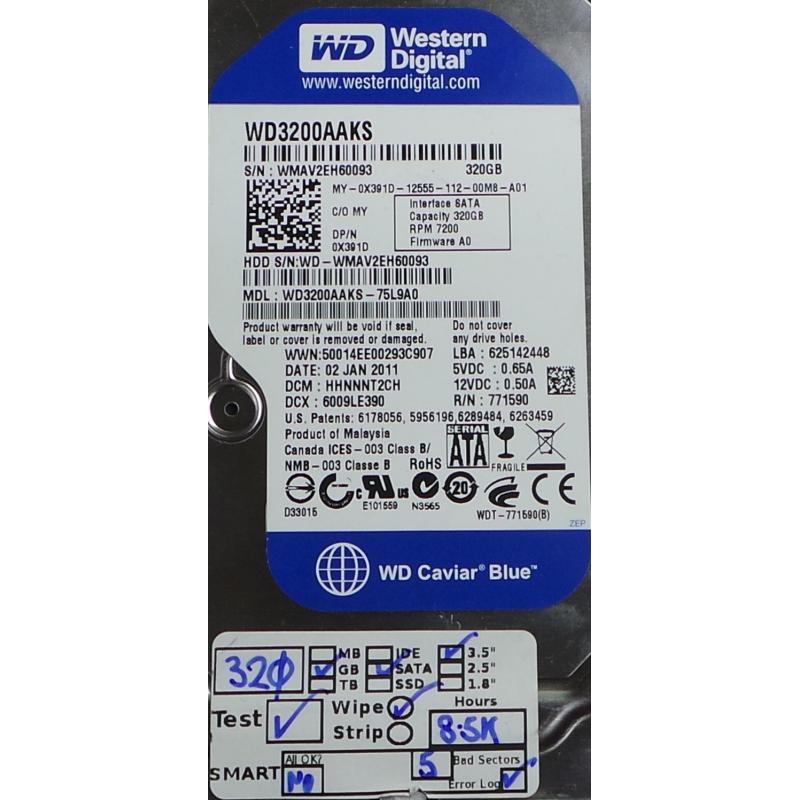 WD Western Digital®
www.westerndigital.com
WD3200AAKS
S/N : WMAV2EH60093 320GB
MY-0X391D-12555-112-00M8-A01
C/O MY
DP/N
0X391D
Interface SATA
Capacity 320GB
RPM 7200
Firmware A0
HDD S/N:WD-WMAV2EH60093
MDL : WD3200AAKS-75L9A0
Product warranty will be void if seal,
label or cover is removed or damaged.
Do not cover
any drive holes.
WWN:50014EE00293C907 LBA : 625142448
DATE: 02 JAN 2011 5VDC : 0.65A
DCM : HHNNNT2CH 12VDC : 0.50A
DCX : 6009LE390 R/N : 771590
U.S. Patents: 6178056, 5956196,6289484, 6263459
Product of Malaysia
Canada ICES-003 Class B/
NMB-003 Classe B RoHS
SERIAL
ATA
FRAGILE
c us 20 CE
D33015 E101559 N3565 WDT-771590(B)
ZEP
WD Caviar® Blue™
320 MB IDE 3.5"
GB SATA 2.5"
TB SSD 1.8"
Test Wipe Hours
Strip 8.5K
SMART All OK? No 5 Bad Sectors
Error Log